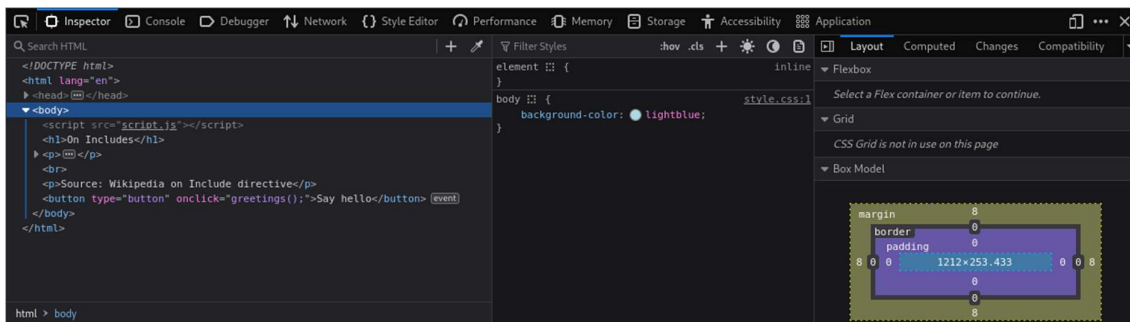 Inspector Console Debugger Network {} Style Editor Performance Memory Storage Accessibility Application
Search HTML
<!DOCTYPE html>
<html lang="en">
<head> </head>
<body>
<script src="script.js"></script>
<h1>On Includes</h1>
<p> </p>
<br>
<p>Source: Wikipedia on Include directive</p>
<button type="button" onclick="greetings();">Say hello</button> event
</body>
</html>
html > body
Filter Styles :hov .cls +
element { inline
}
body { style.css:1
background-color: lightblue;
}
Layout Computed Changes Compatibility
Flexbox
Select a Flex container or item to continue.
Grid
CSS Grid is not in use on this page
Box Model
margin 8
border 0
padding 0
8 0 0 1212×253.433 0 0 8
0
0
8